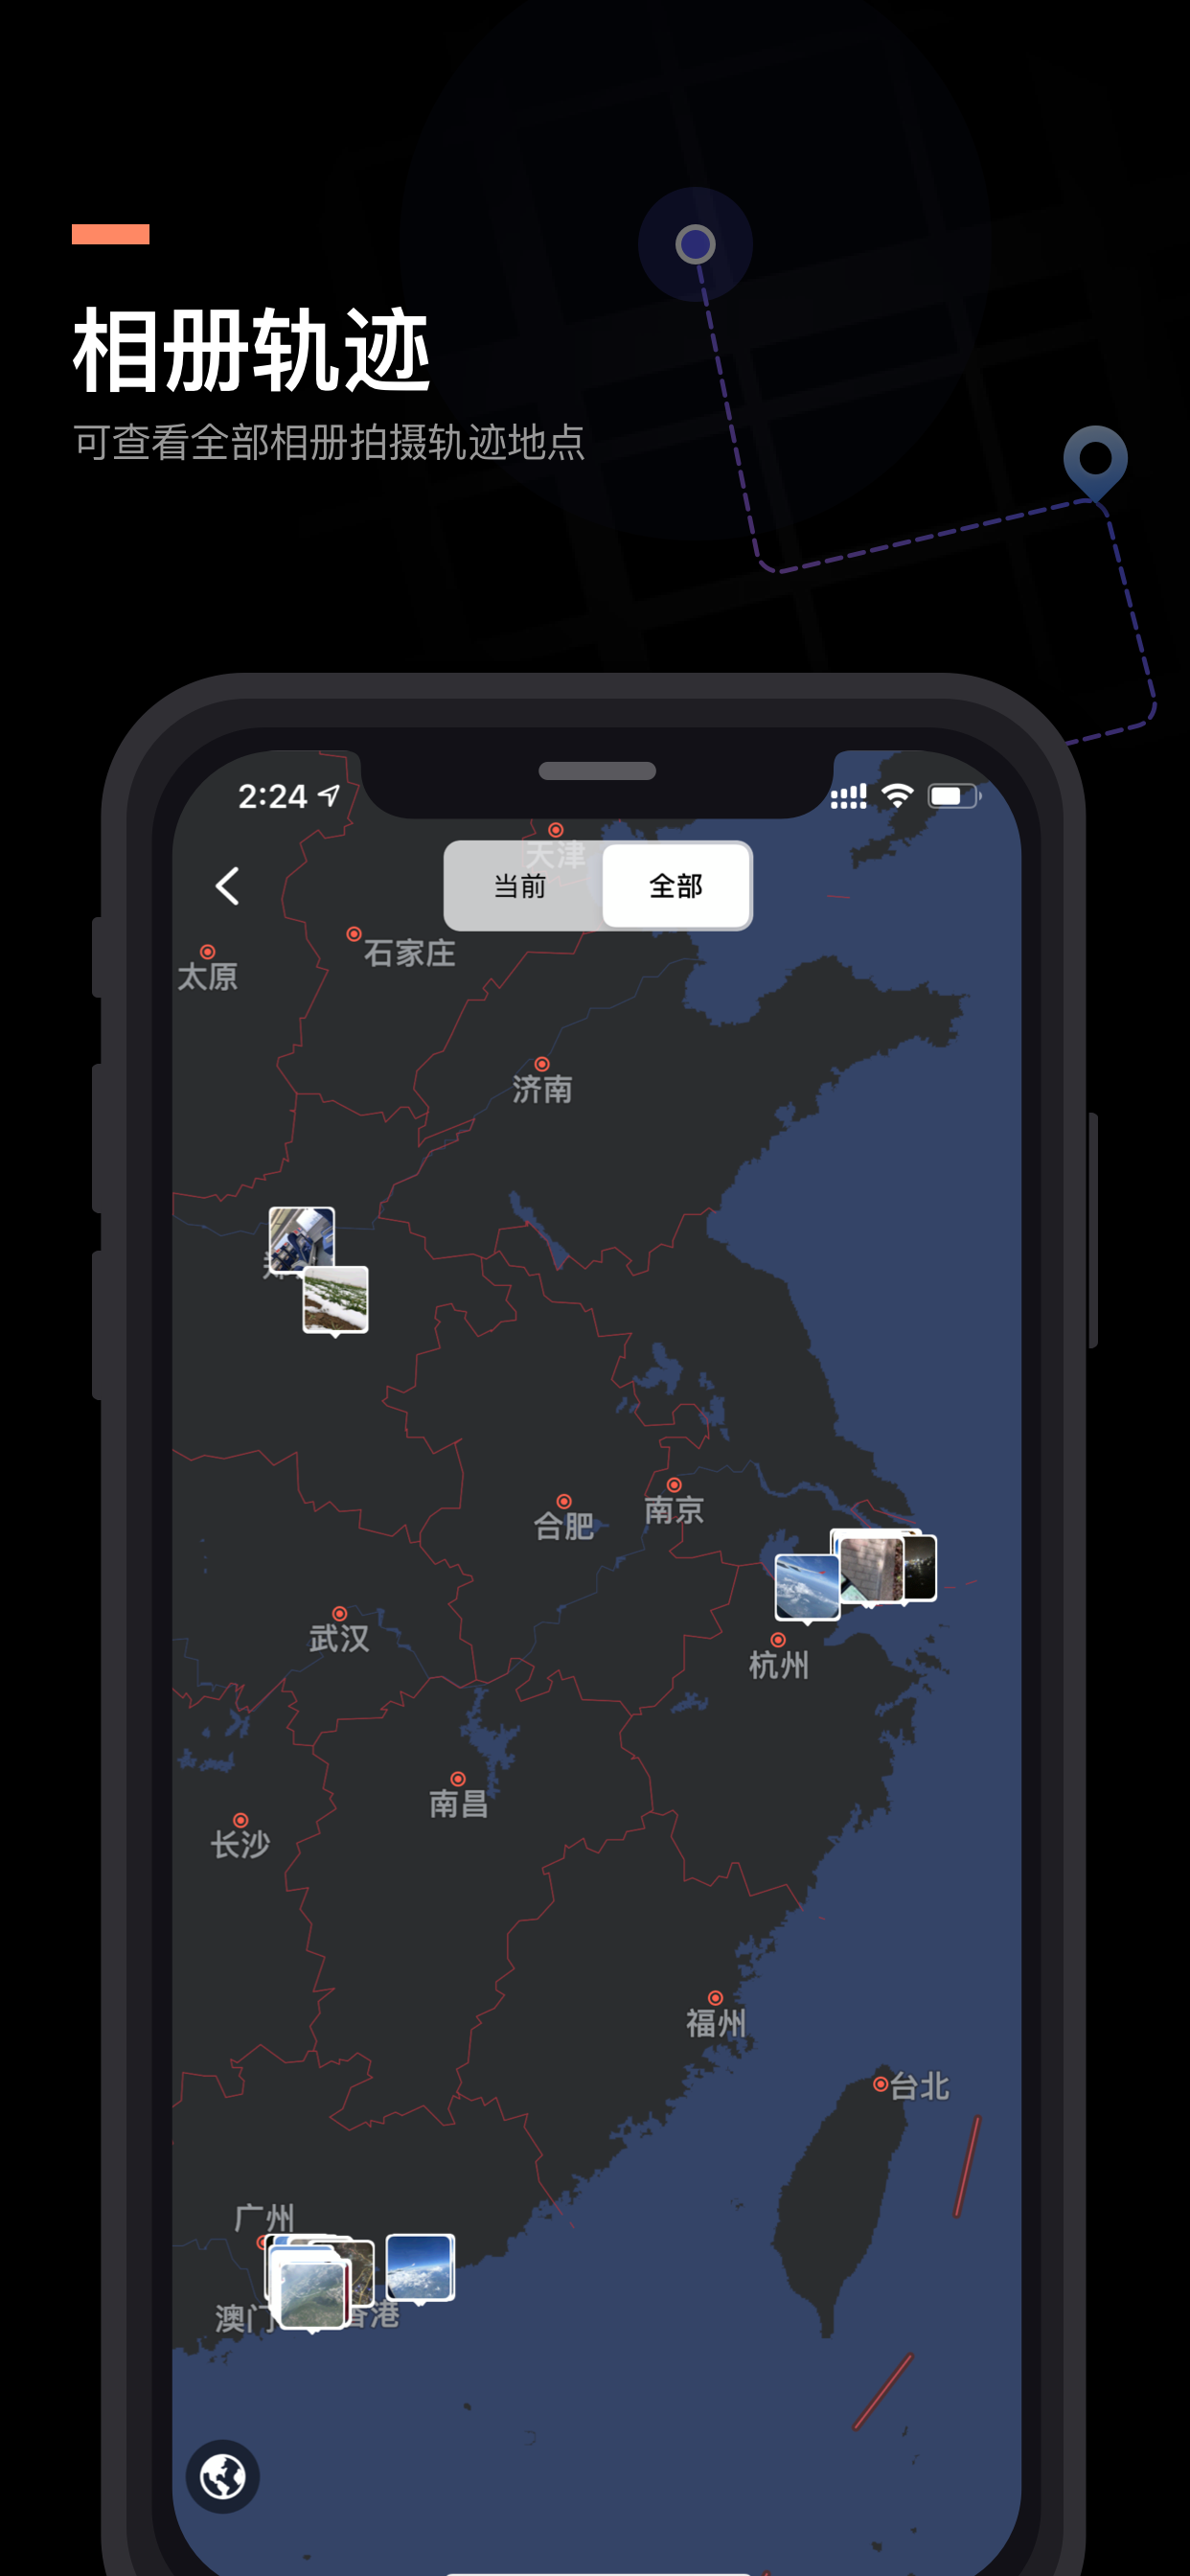 相册轨迹
可查看全部相册拍摄轨迹地点
2:24
天津
当前
全部
石家庄
太原
济南
南京
合肥
武汉
杭州
南昌
长沙
福州
台北
广州
澳门
香港